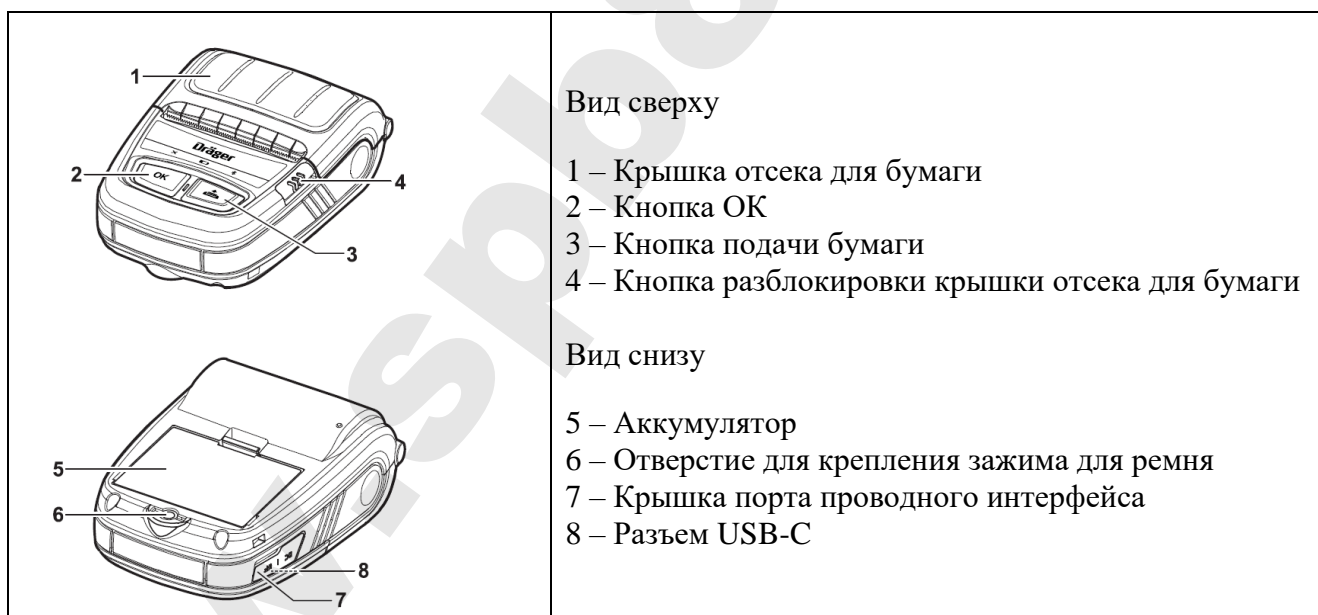 1
Dräger
2
OK
4
3
5
6
8
7
Вид сверху
1 – Крышка отсека для бумаги
2 – Кнопка ОК
3 – Кнопка подачи бумаги
4 – Кнопка разблокировки крышки отсека для бумаги
Вид снизу
5 – Аккумулятор
6 – Отверстие для крепления зажима для ремня
7 – Крышка порта проводного интерфейса
8 – Разъем USB-C